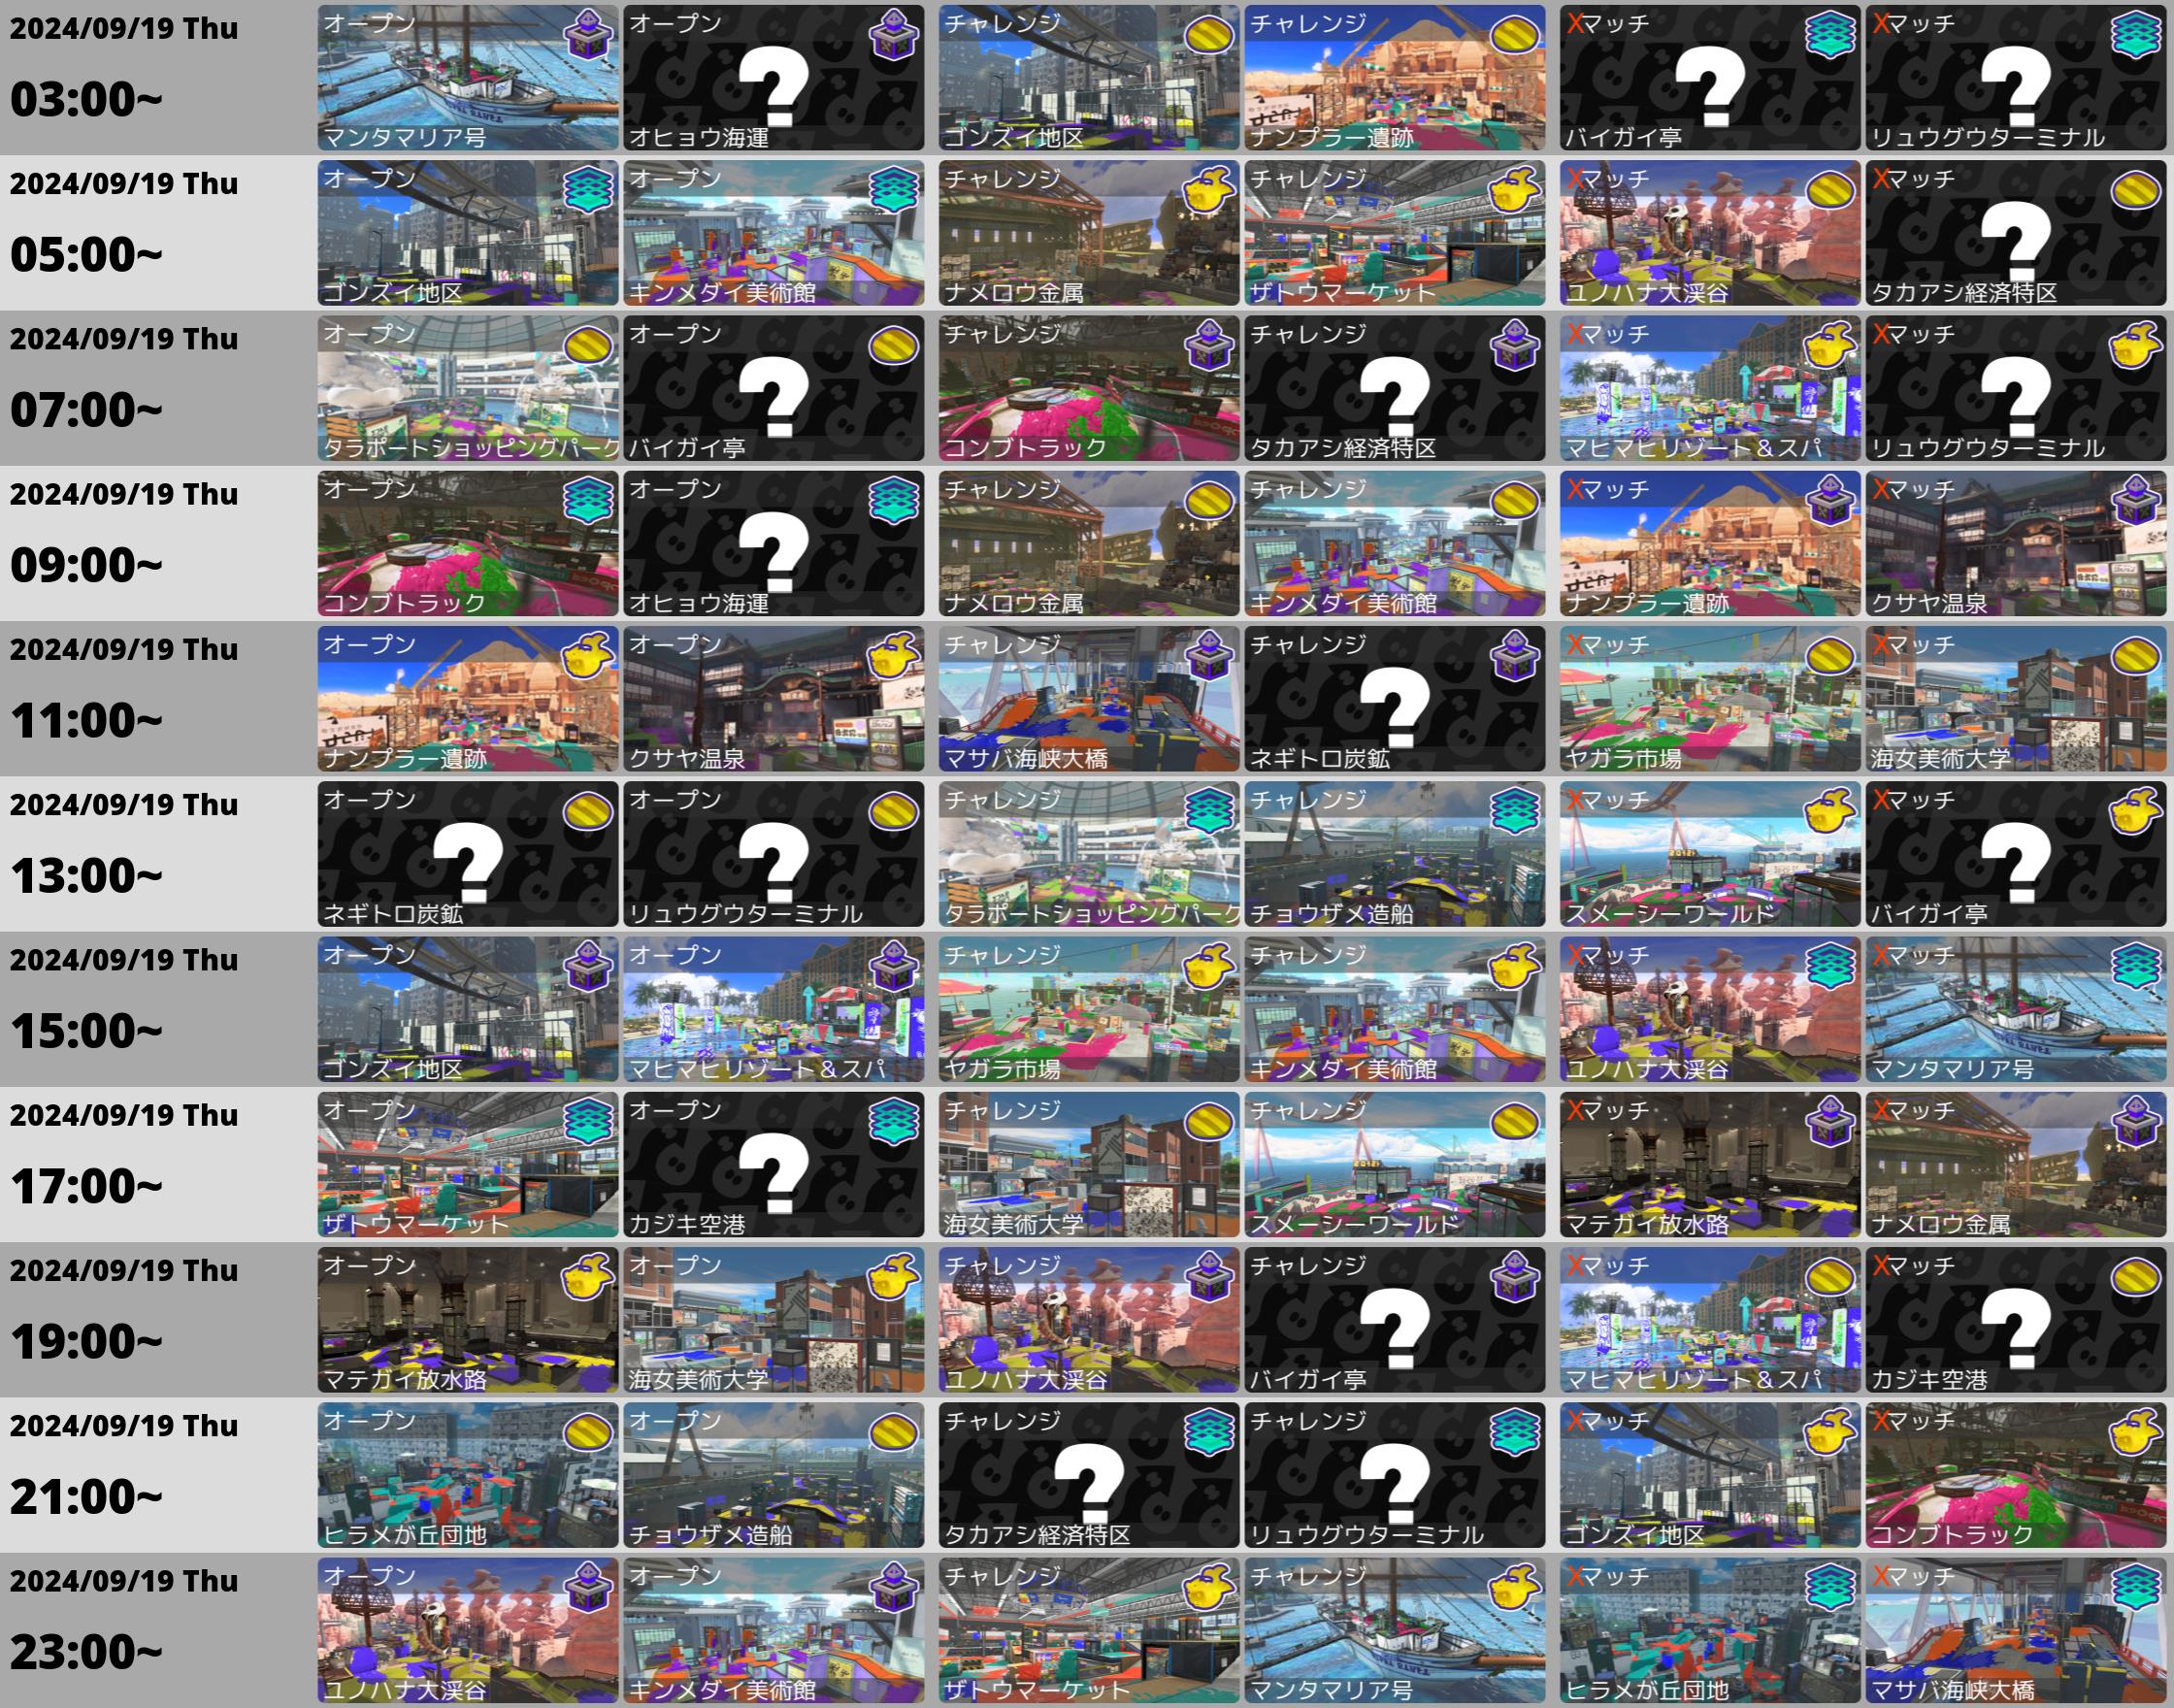 2024/09/19 Thu
03:00~
オープン
マンタマリア号
オープン
オヒョウ海運
チャレンジ
ゴンズイ地区
チャレンジ
ナンプラー遺跡
Xマッチ
バイガイ亭
Xマッチ
リュウグウターミナル
2024/09/19 Thu
05:00~
オープン
ゴンズイ地区
オープン
キンメダイ美術館
チャレンジ
ナメロウ金属
チャレンジ
ザトウマーケット
Xマッチ
ユノハナ大渓谷
Xマッチ
タカアシ経済特区
2024/09/19 Thu
07:00~
オープン
タラポートショッピングパーク
オープン
バイガイ亭
チャレンジ
コンブトラック
チャレンジ
タカアシ経済特区
Xマッチ
マヒマヒリゾート＆スパ
Xマッチ
リュウグウターミナル
2024/09/19 Thu
09:00~
オープン
コンブトラック
オープン
オヒョウ海運
チャレンジ
ナメロウ金属
チャレンジ
キンメダイ美術館
Xマッチ
ナンプラー遺跡
Xマッチ
クサヤ温泉
2024/09/19 Thu
11:00~
オープン
ナンプラー遺跡
オープン
クサヤ温泉
チャレンジ
マサバ海峡大橋
チャレンジ
ネギトロ炭鉱
Xマッチ
ヤガラ市場
Xマッチ
海女美術大学
2024/09/19 Thu
13:00~
オープン
ネギトロ炭鉱
オープン
リュウグウターミナル
チャレンジ
タラポートショッピングパーク
チャレンジ
チョウザメ造船
Xマッチ
スメーシーワールド
Xマッチ
バイガイ亭
2024/09/19 Thu
15:00~
オープン
ゴンズイ地区
オープン
マヒマヒリゾート＆スパ
チャレンジ
ヤガラ市場
チャレンジ
キンメダイ美術館
Xマッチ
ユノハナ大渓谷
Xマッチ
マンタマリア号
2024/09/19 Thu
17:00~
オープン
ザトウマーケット
オープン
カジキ空港
チャレンジ
海女美術大学
チャレンジ
スメーシーワールド
Xマッチ
マテガイ放水路
Xマッチ
ナメロウ金属
2024/09/19 Thu
19:00~
オープン
マテガイ放水路
オープン
海女美術大学
チャレンジ
ユノハナ大渓谷
チャレンジ
バイガイ亭
Xマッチ
マヒマヒリゾート＆スパ
Xマッチ
カジキ空港
2024/09/19 Thu
21:00~
オープン
ヒラメが丘団地
オープン
チョウザメ造船
チャレンジ
タカアシ経済特区
チャレンジ
リュウグウターミナル
Xマッチ
ゴンズイ地区
Xマッチ
コンブトラック
2024/09/19 Thu
23:00~
オープン
ユノハナ大渓谷
オープン
キンメダイ美術館
チャレンジ
ザトウマーケット
チャレンジ
マンタマリア号
Xマッチ
ヒラメが丘団地
Xマッチ
マサバ海峡大橋